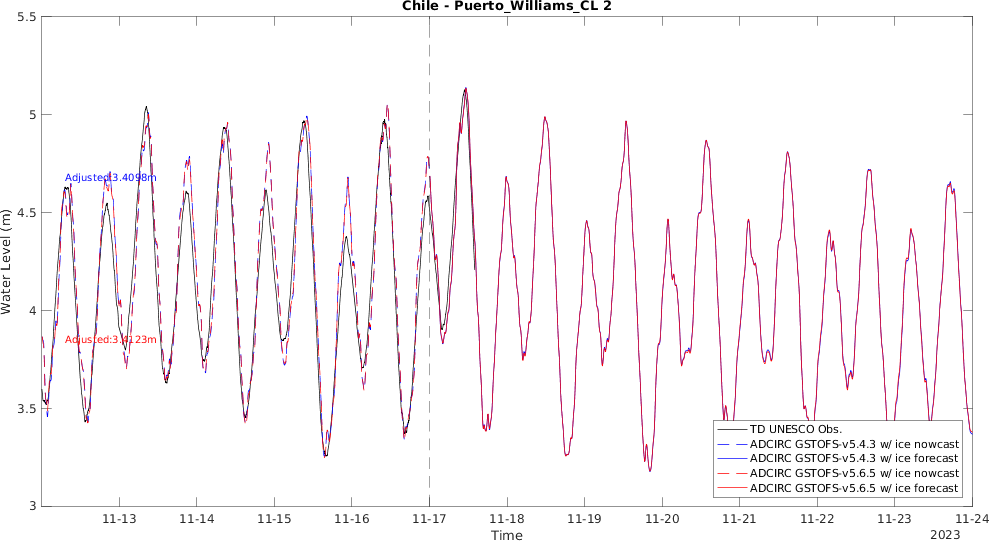 Chile - Puerto_Williams_CL 2
5.5
5
4.5
4
3.5
3
Water Level (m)
Adjusted:3.4098m
Adjusted:3.4123m
TD UNESCO Obs.
ADCIRC GSTOFS-v5.4.3 w/ ice nowcast
ADCIRC GSTOFS-v5.4.3 w/ ice forecast
ADCIRC GSTOFS-v5.6.5 w/ ice nowcast
ADCIRC GSTOFS-v5.6.5 w/ ice forecast
11-13 11-14 11-15 11-16 11-17 11-18 11-19 11-20 11-21 11-22 11-23 11-24
Time
2023